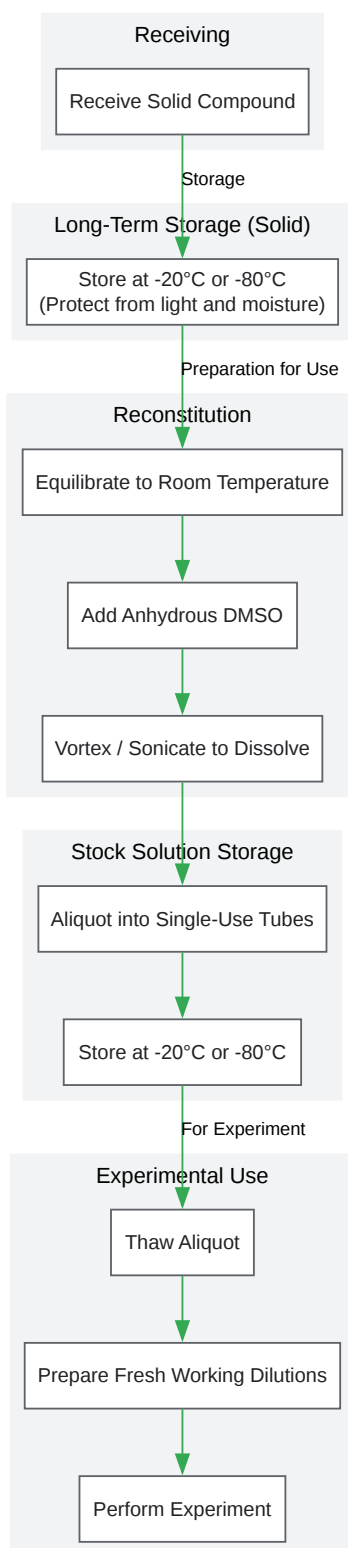 Receiving
Receive Solid Compound
Storage
Long-Term Storage (Solid)
Store at -20°C or -80°C
(Protect from light and moisture)
Preparation for Use
Reconstitution
Equilibrate to Room Temperature
Add Anhydrous DMSO
Vortex / Sonicate to Dissolve
Stock Solution Storage
Aliquot into Single-Use Tubes
Store at -20°C or -80°C
For Experiment
Experimental Use
Thaw Aliquot
Prepare Fresh Working Dilutions
Perform Experiment